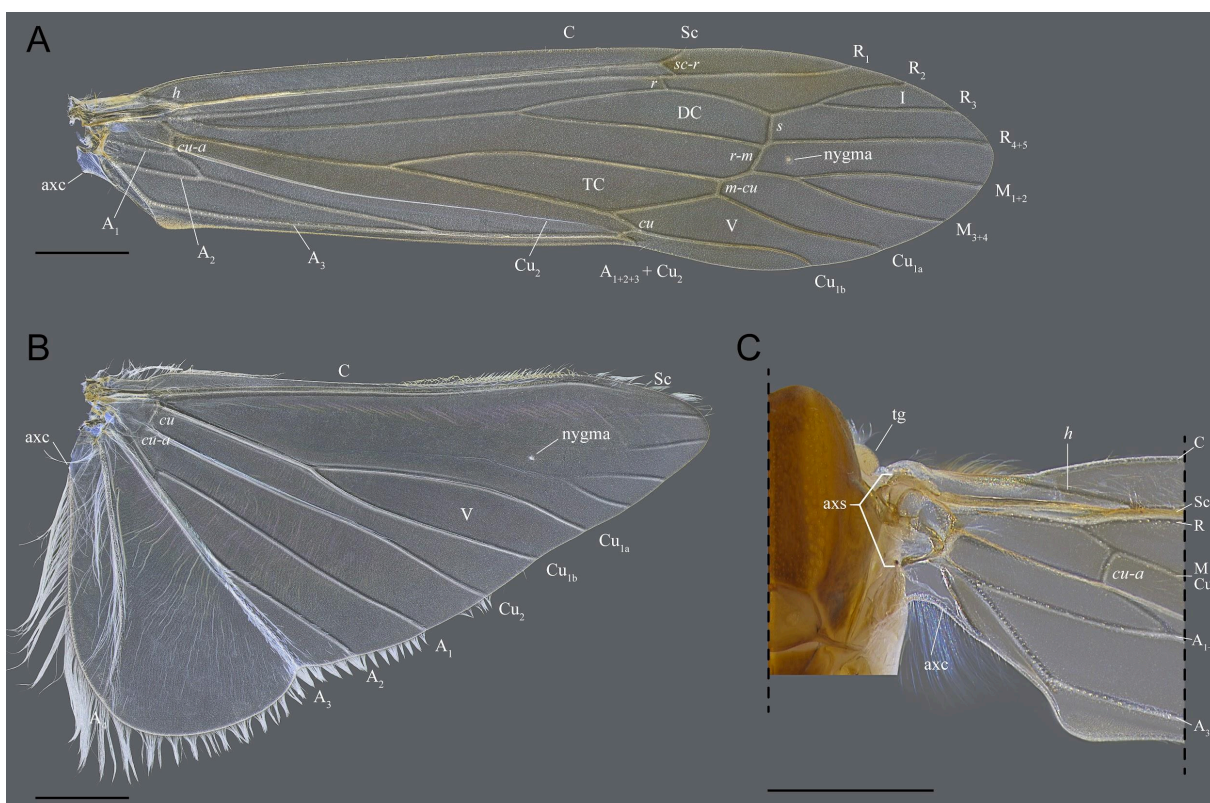 A
C
Sc
sc-r
R1
R2
R3
h
r
DC
I
s
R4+5
cu-a
r-m
nygma
axc
TC
m-cu
M1+2
A1
V
M3+4
A2
A3
Cu2
cu
A1+2+3 + Cu2
Cu1a
Cu1b
B
C
Sc
cu
cu-a
axc
nygma
V
Cu1a
Cu1b
Cu2
A1
A2
A3
C
tg
h
C
axs
Sc
R
cu-a
M
Cu
axc
A3